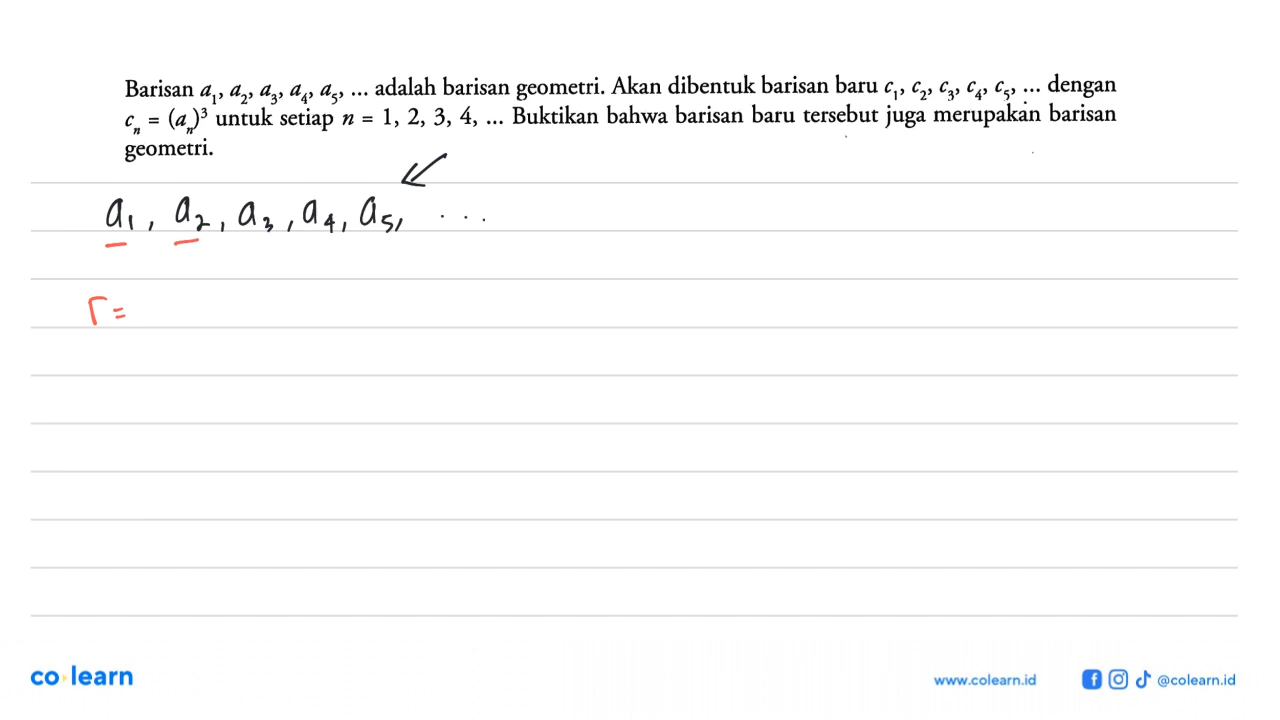 Barisan a₁, a₂, a₃, a₄, a₅, ... adalah barisan geometri. Akan dibentuk barisan baru c₁, c₂, c₃, c₄, c₅, ... dengan
cₙ = (aₙ)³ untuk setiap n = 1, 2, 3, 4, ... Buktikan bahwa barisan baru tersebut juga merupakan barisan
geometri.
a₁, a₂, a₃, a₄, a₅, ...
r=
co·learn
www.colearn.id @colearn.id